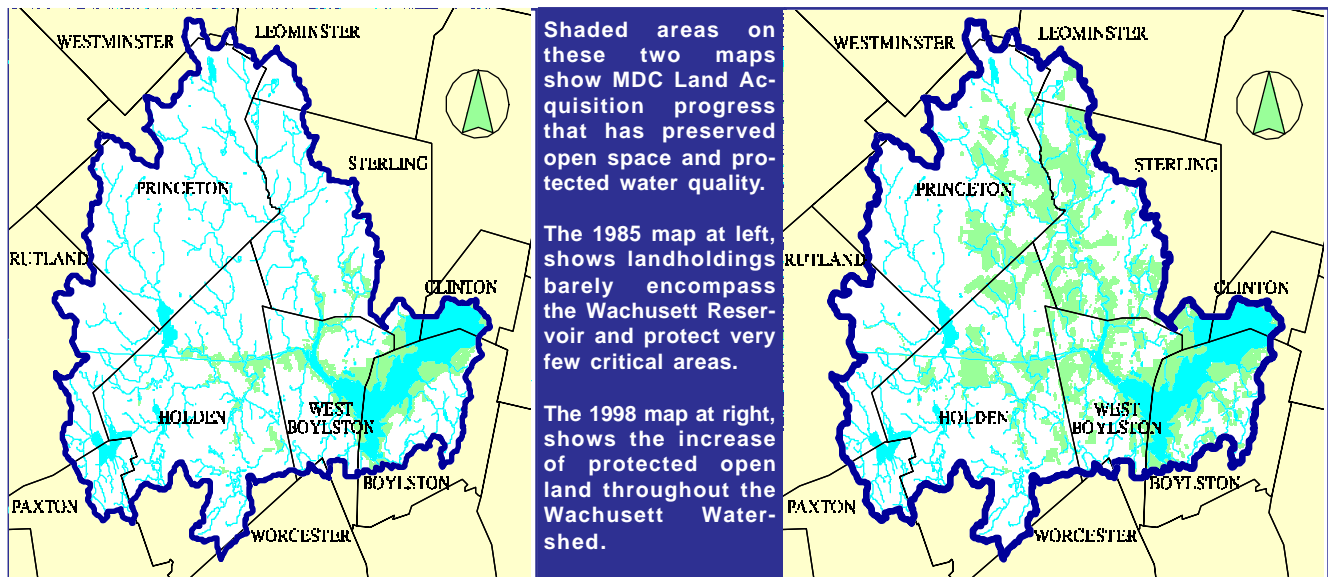 WESTMINSTER
LEOMINSTER
STERLING
PRINCETON
RUTLAND
CLINTON
HOLDEN
WEST
BOYLSTON
BOYLSTON
PAXTON
WORCESTER
Shaded areas on
these two maps
show MDC Land Ac-
quisition progress
that has preserved
open space and pro-
tected water quality.
The 1985 map at left,
shows landholdings
barely encompass
the Wachusett Reser-
voir and protect very
few critical areas.
The 1998 map at right,
shows the increase
of protected open
land throughout the
Wachusett Water-
shed.
WESTMINSTER
LEOMINSTER
STERLING
PRINCETON
RUTLAND
CLINTON
HOLDEN
WEST
BOYLSTON
BOYLSTON
PAXTON
WORCESTER